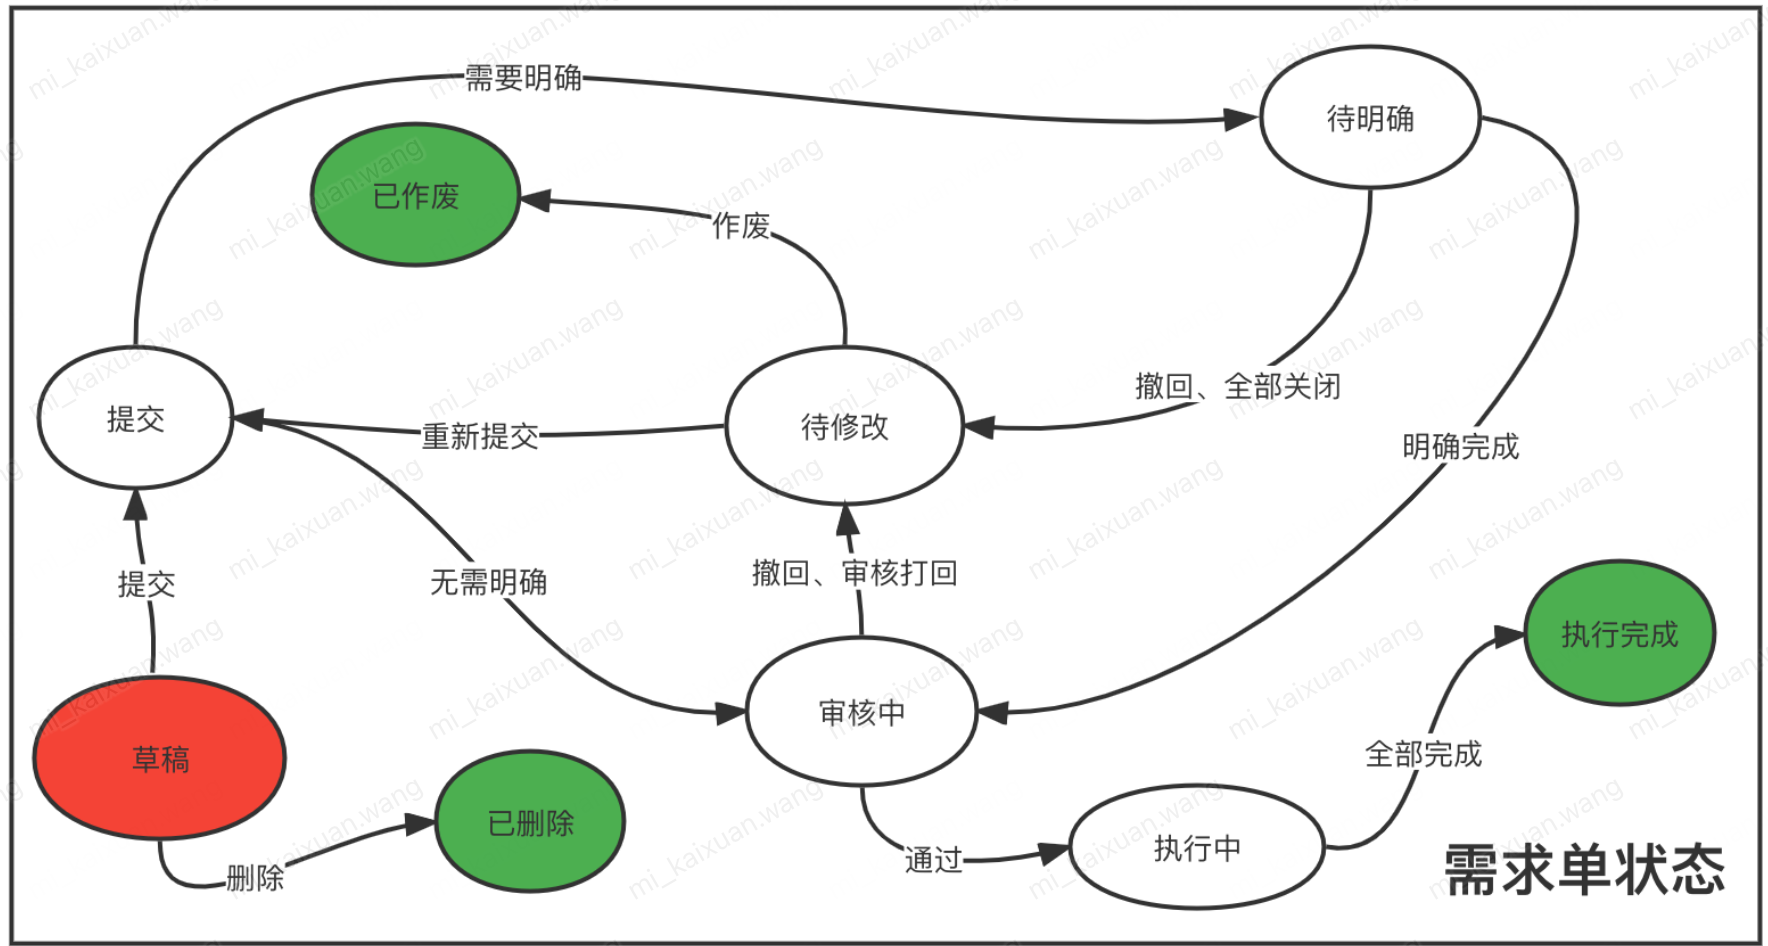 需要明确
待明确
已作废
作废
撤回、全部关闭
提交
重新提交
待修改
明确完成
提交
无需明确
撤回、审核打回
执行完成
草稿
审核中
全部完成
已删除
删除
通过
执行中
需求单状态
mi_kaixuan.wang